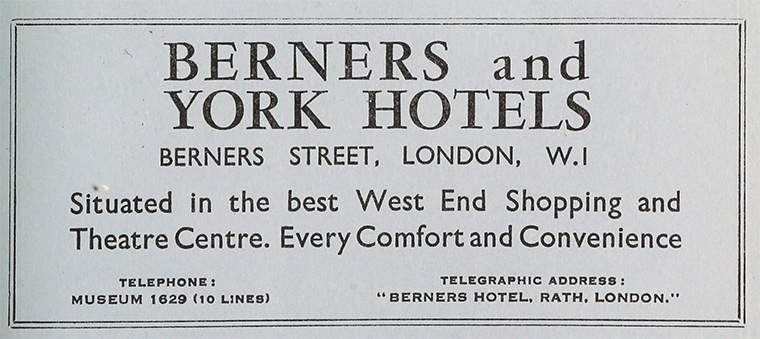 BERNERS and
YORK HOTELS
BERNERS STREET, LONDON, W.1
Situated in the best West End Shopping and
Theatre Centre. Every Comfort and Convenience
TELEPHONE:
MUSEUM 1629 (10 LINES)
TELEGRAPHIC ADDRESS:
"BERNERS HOTEL, RATH, LONDON."